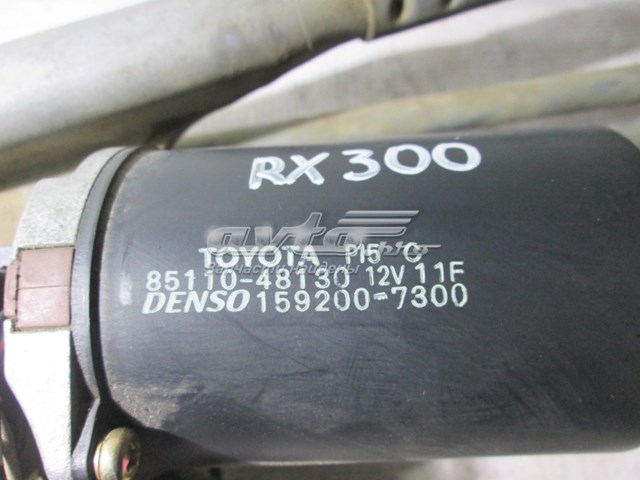 RX 300
TOYOTA P15 C
85110-48130 12V 11F
DENSO 159200-7300